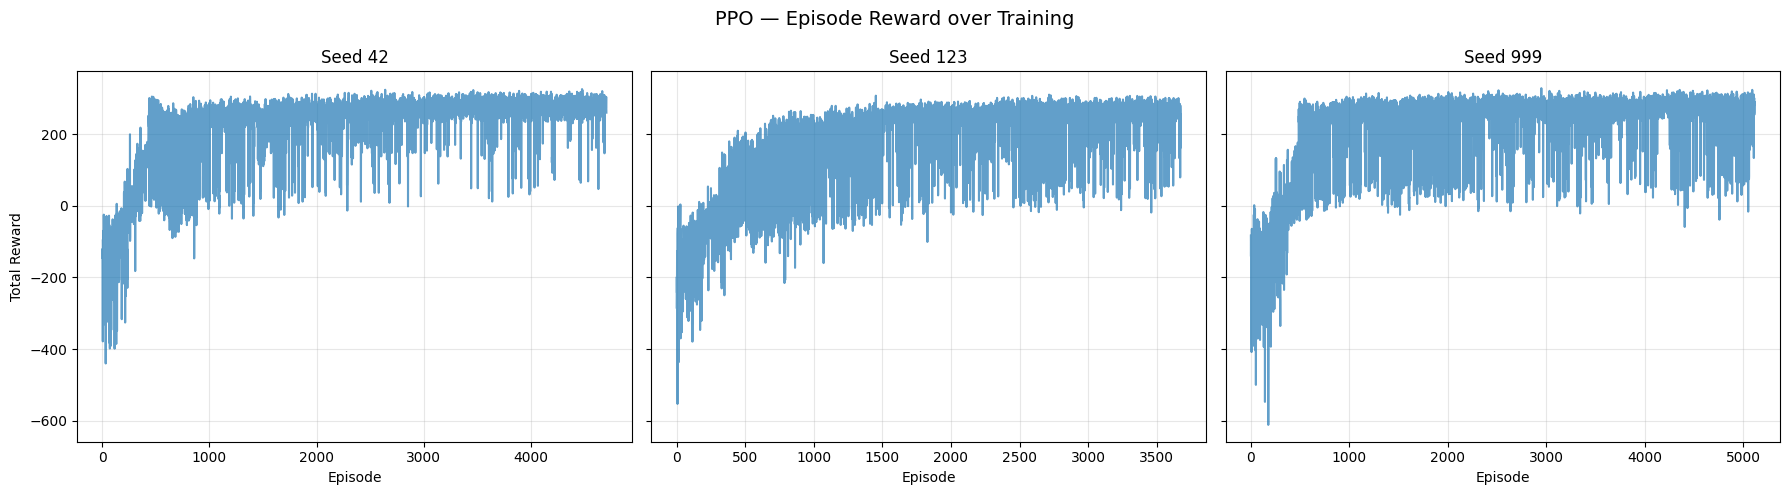 PPO — Episode Reward over Training
Seed 42
Seed 123
Seed 999
Total Reward
200
0
−200
−400
−600
0 1000 2000 3000 4000
0 500 1000 1500 2000 2500 3000 3500
0 1000 2000 3000 4000 5000
Episode
Episode
Episode